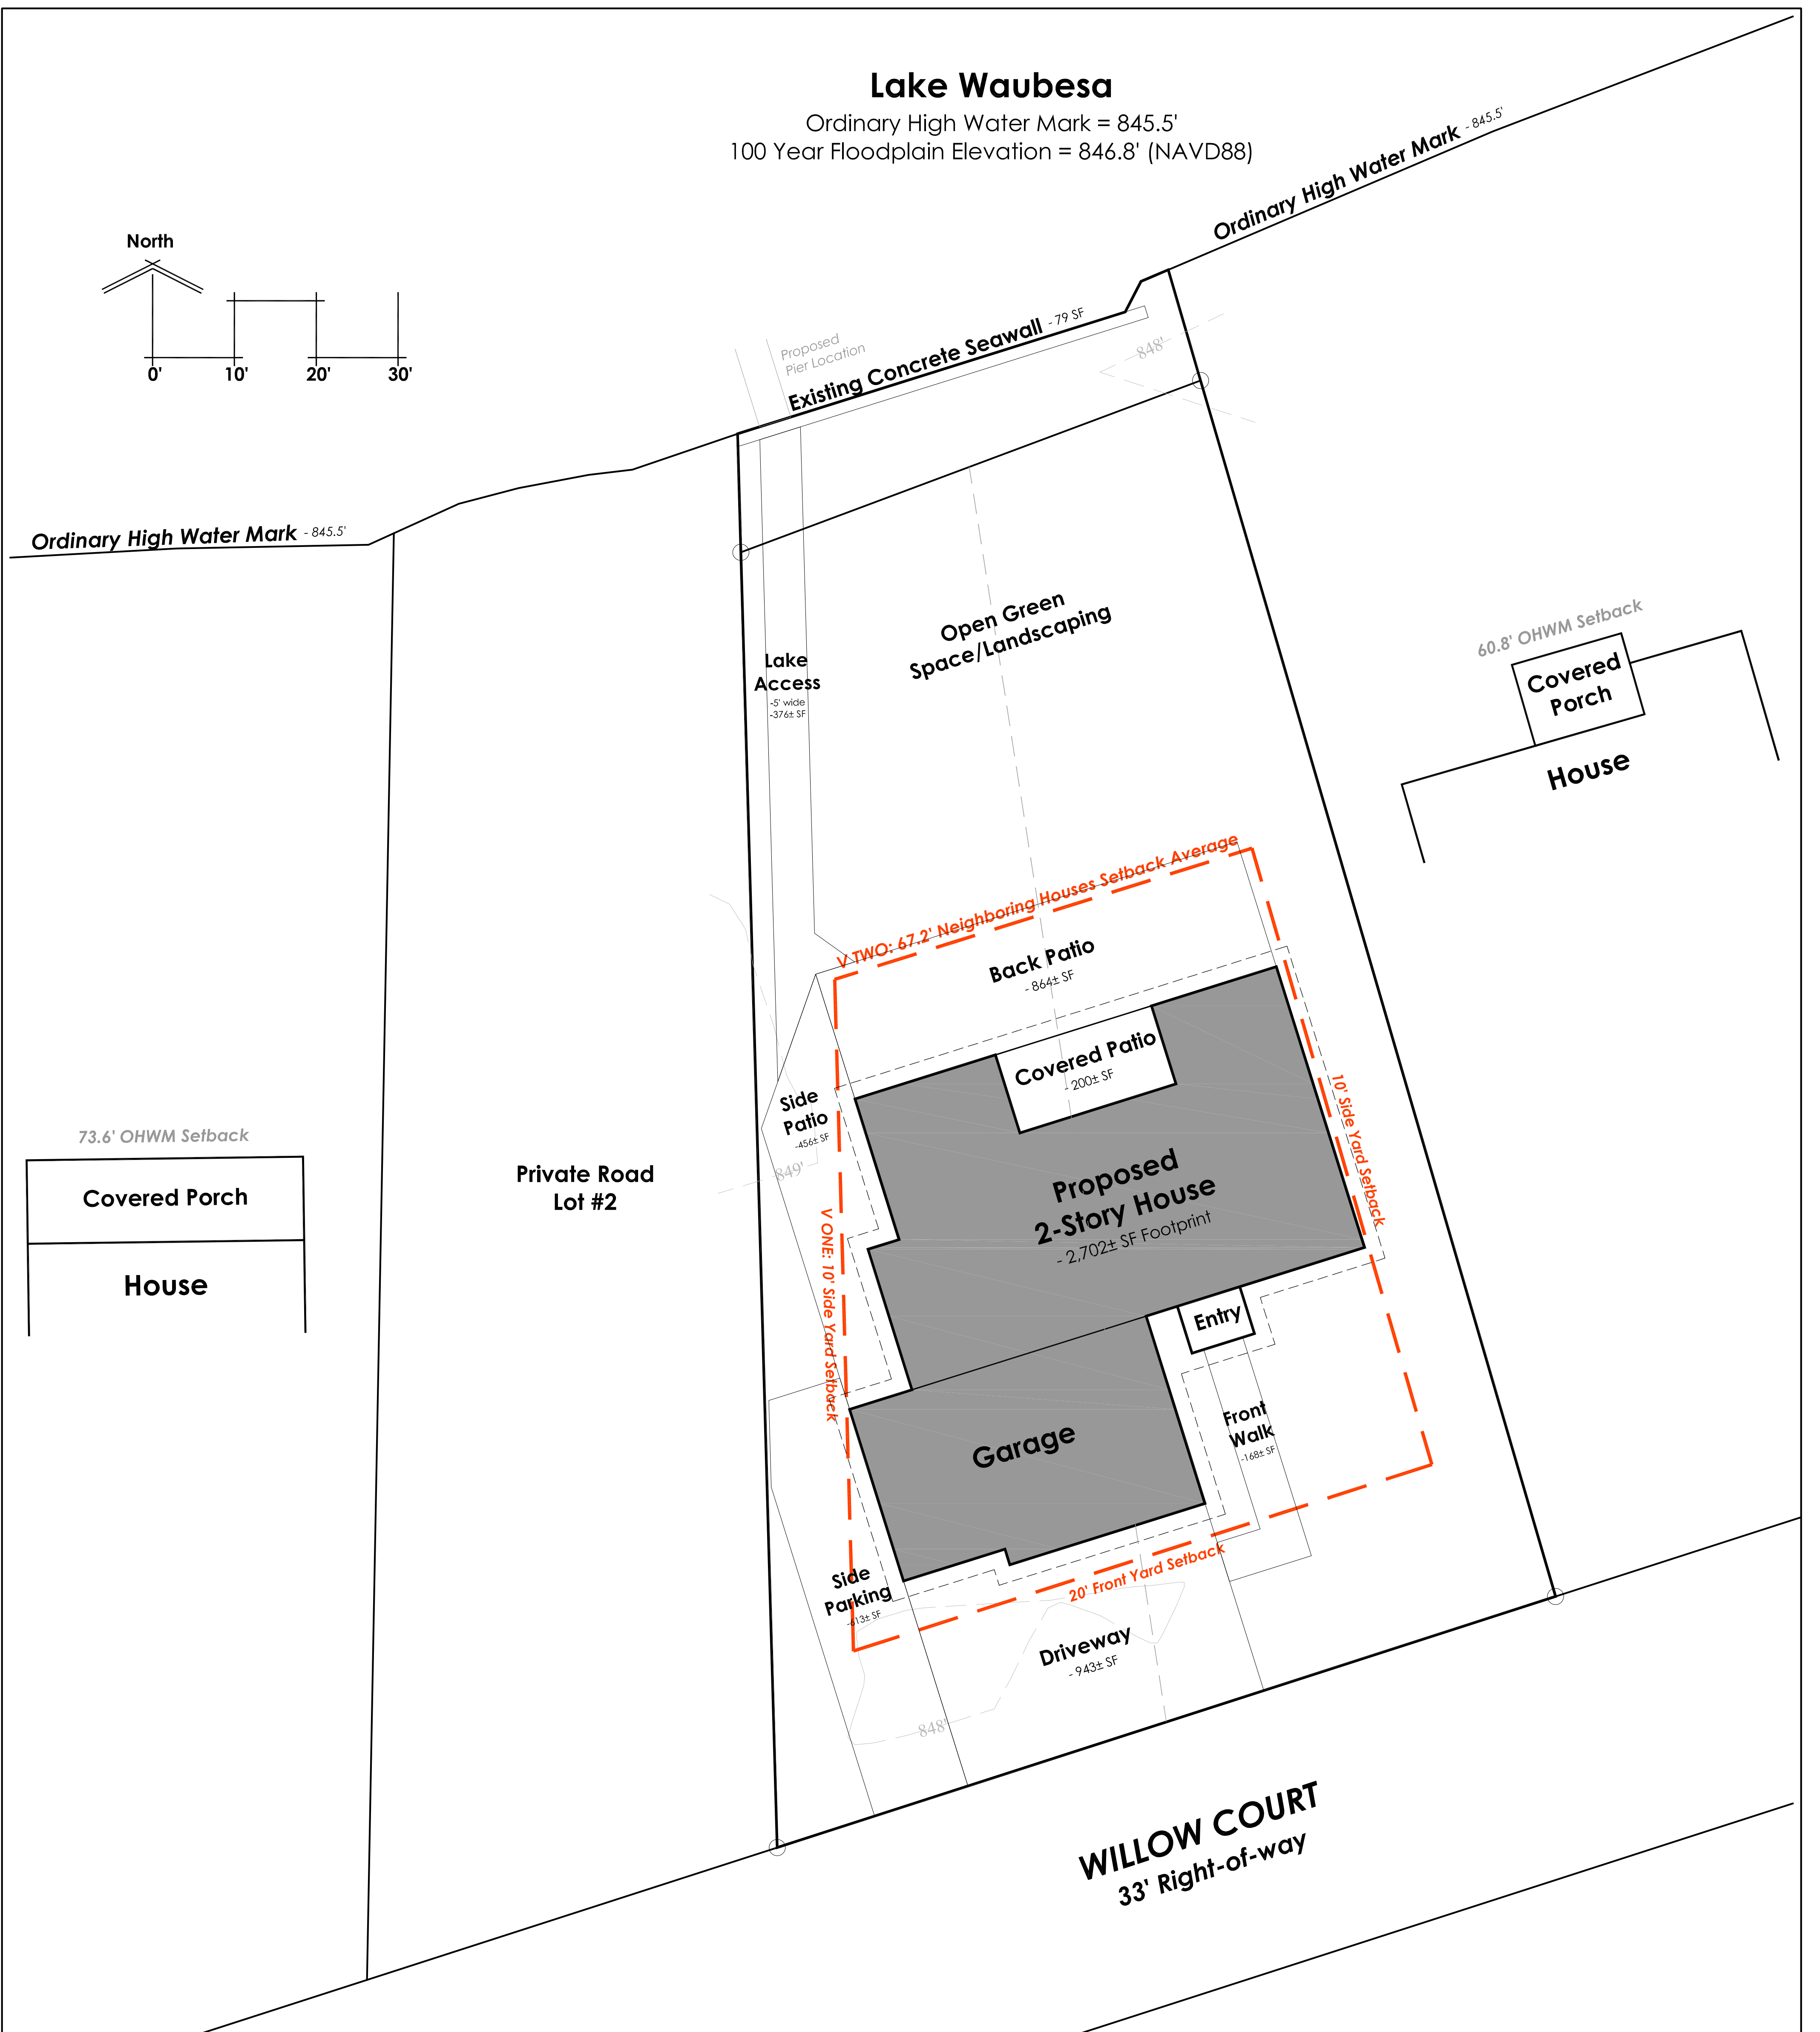 Lake Waubesa
Ordinary High Water Mark = 845.5'
100 Year Floodplain Elevation = 846.8' (NAVD88)
Ordinary High Water Mark - 845.5'
North
0' 10' 20' 30'
Proposed
Pier Location
Existing Concrete Seawall - 79 SF
848'
Ordinary High Water Mark - 845.5'
Open Green
Space/Landscaping
Lake
Access
-5' wide
-376± SF
60.8' OHWM Setback
Covered
Porch
House
V TWO: 67.2' Neighboring Houses Setback Average
Back Patio
- 864± SF
Covered Patio
- 200± SF
Side
Patio
-456± SF
849'
10' Side Yard Setback
73.6' OHWM Setback
Covered Porch
House
Private Road
Lot #2
Proposed
2-Story House
- 2,702± SF Footprint
V ONE: 10' Side Yard Setback
Entry
Front
Walk
-168± SF
Garage
Side
Parking
-613± SF
20' Front Yard Setback
Driveway
- 943± SF
848'
WILLOW COURT
33' Right-of-way